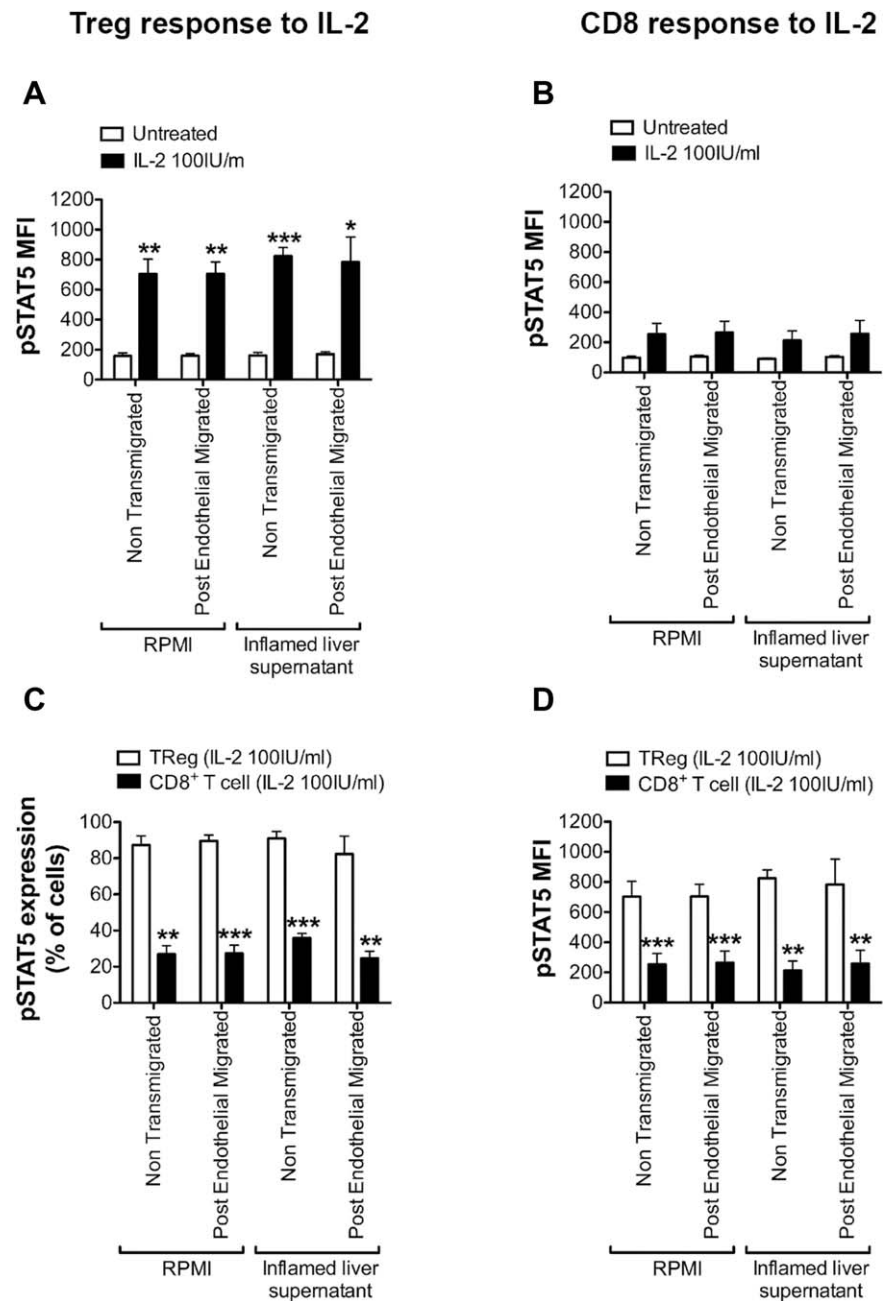 Treg response to IL-2
CD8 response to IL-2
A
Untreated
IL-2 100IU/m
pSTAT5 MFI
1200
1000
800
600
400
200
0
**
**
***
*
Non Transmigrated
Post Endothelial Migrated
Non Transmigrated
Post Endothelial Migrated
RPMI
Inflamed liver
supernatant
B
Untreated
IL-2 100IU/ml
pSTAT5 MFI
1200
1000
800
600
400
200
0
Non Transmigrated
Post Endothelial Migrated
Non Transmigrated
Post Endothelial Migrated
RPMI
Inflamed liver
supernatant
C
TReg (IL-2 100IU/ml)
CD8+ T cell (IL-2 100IU/ml)
pSTAT5 expression
(% of cells)
100
80
60
40
20
0
**
***
***
**
Non Transmigrated
Post Endothelial Migrated
Non Transmigrated
Post Endothelial Migrated
RPMI
Inflamed liver
supernatant
D
TReg (IL-2 100IU/ml)
CD8+ T cell (IL-2 100IU/ml)
pSTAT5 MFI
1200
1000
800
600
400
200
0
***
***
**
**
Non Transmigrated
Post Endothelial Migrated
Non Transmigrated
Post Endothelial Migrated
RPMI
Inflamed liver
supernatant